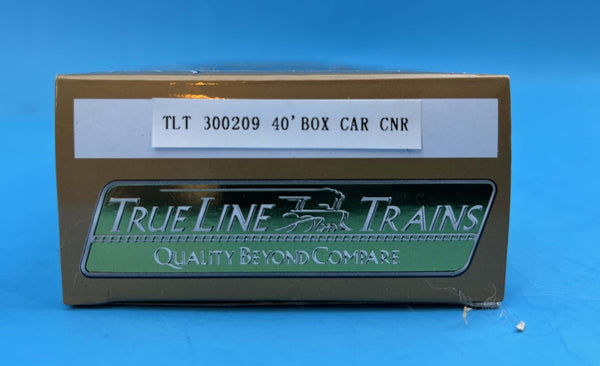 TLT 300209 40' BOX CAR CNR
TRUE LINE TRAINS
QUALITY BEYOND COMPARE